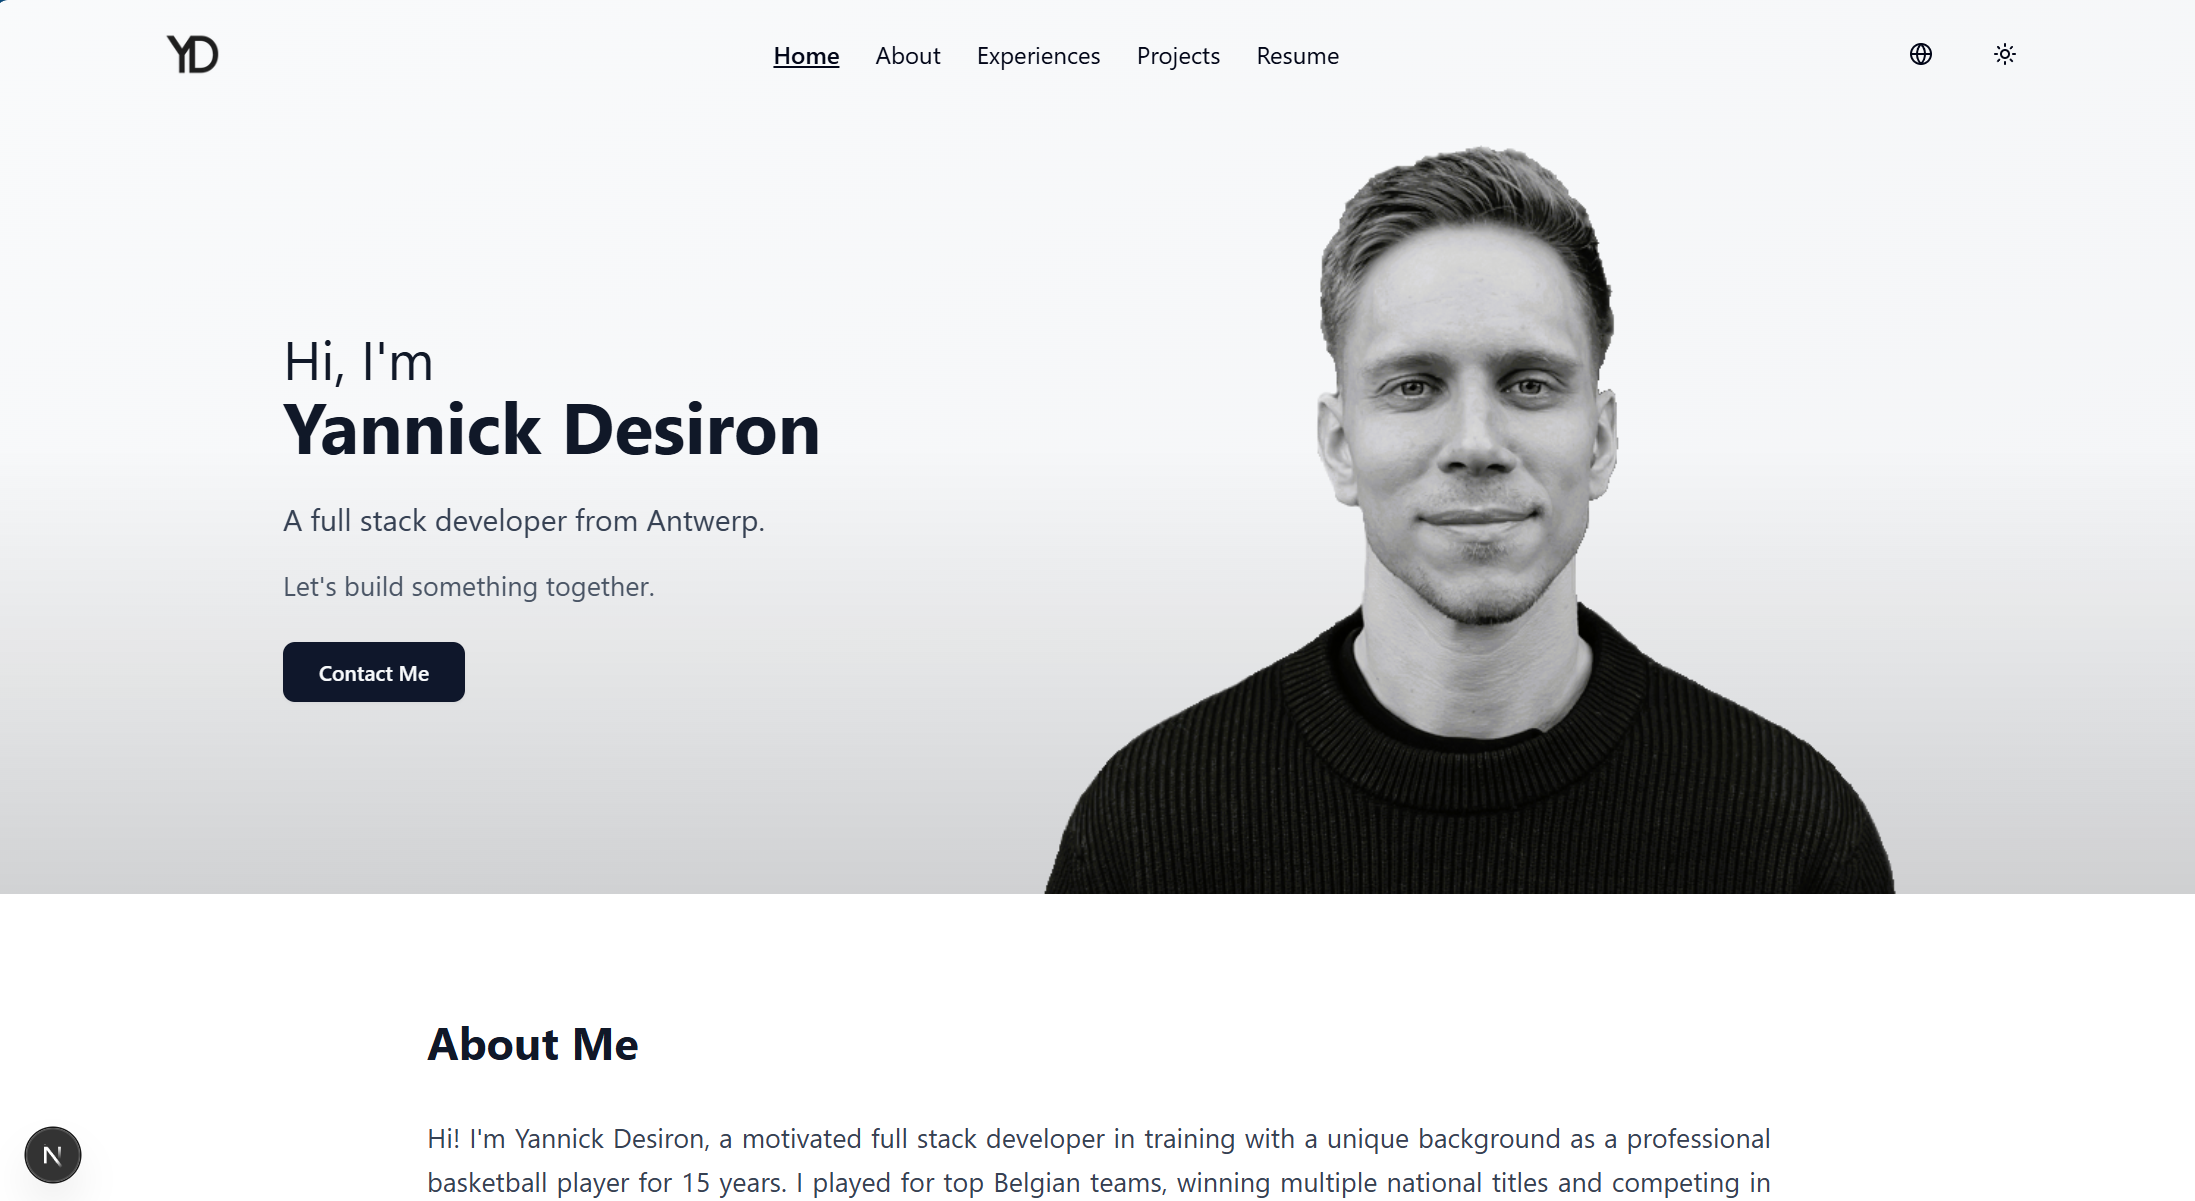 YD
Home About Experiences Projects Resume
Hi, I'm
Yannick Desiron
A full stack developer from Antwerp.
Let's build something together.
Contact Me
About Me
Hi! I'm Yannick Desiron, a motivated full stack developer in training with a unique background as a professional
basketball player for 15 years. I played for top Belgian teams, winning multiple national titles and competing in
N